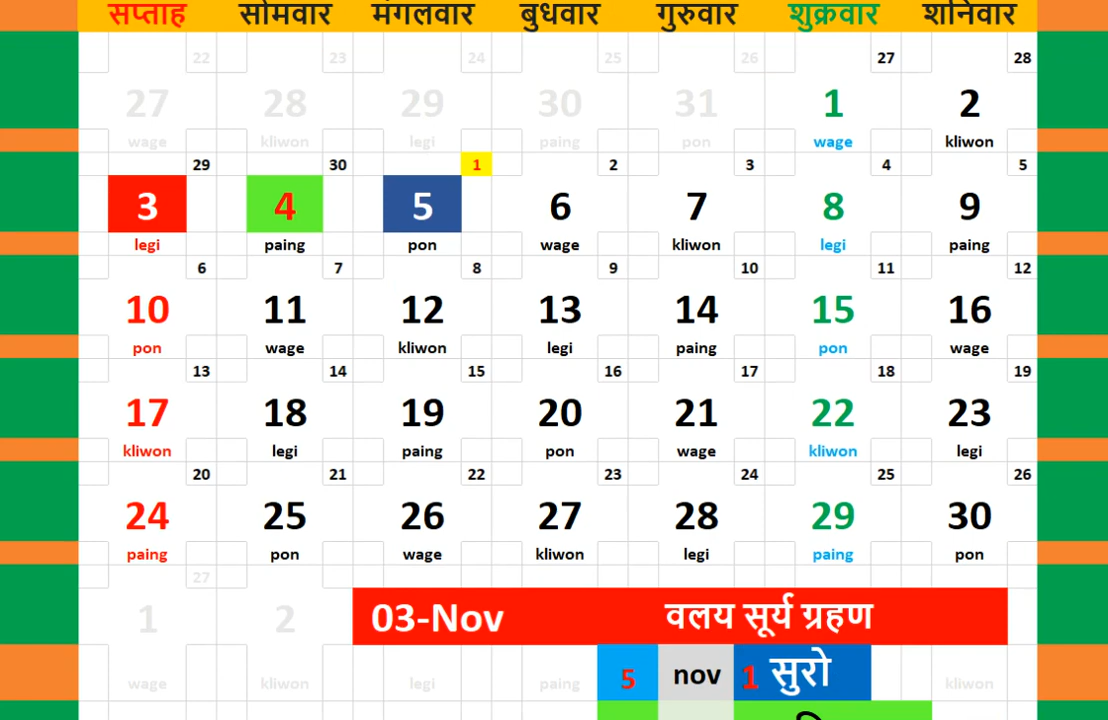 सप्ताह सोमवार मंगलवार बुधवार गुरुवार शुक्रवार शनिवार
22 23 24 25 26 27 28
27 28 29 30 31 1 2
wage kliwon legi paing pon wage kliwon
29 30 1 2 3 4 5
3 4 5 6 7 8 9
legi paing pon wage kliwon legi paing
6 7 8 9 10 11 12
10 11 12 13 14 15 16
pon wage kliwon legi paing pon wage
13 14 15 16 17 18 19
17 18 19 20 21 22 23
kliwon legi paing pon wage kliwon legi
20 21 22 23 24 25 26
24 25 26 27 28 29 30
paing pon wage kliwon legi paing pon
27
1 2 03-Nov वलय सूर्य ग्रहण
wage kliwon legi paing 5 nov 1 सुरो kliwon